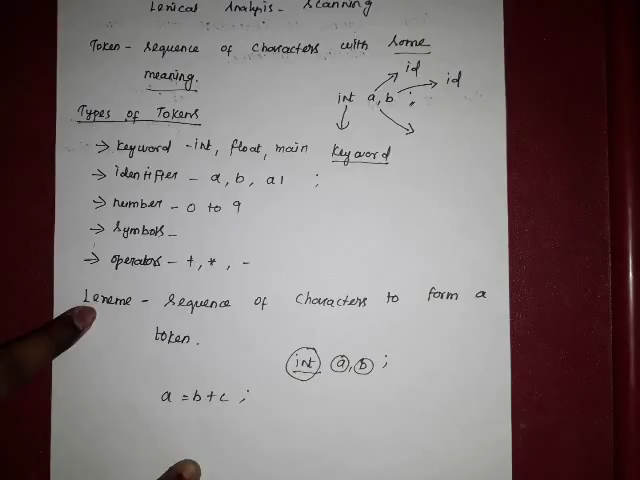 Lexical Analysis - Scanning
Token - sequence of characters with some
meaning.
id
id
int a, b ;
Types of Tokens
→ keyword - int, float, main
keyword
→ identifier - a, b, a1 ;
→ number - 0 to 9
→ symbols -
→ operators - +, *, -
Lexeme - sequence of characters to form a
token.
int a, b ;
a = b + c ;